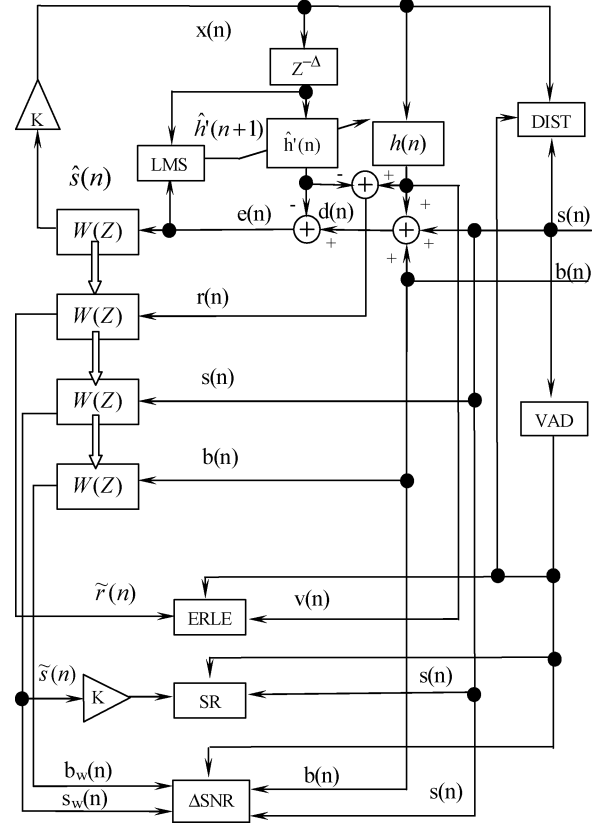 x(n)
Z⁻Δ
K
ĥ'(n+1)
ĥ'(n)
h(n)
DIST
LMS
ŝ(n)
-
+
+
-
+
W(Z)
e(n)
+
d(n)
+
+
+
s(n)
+
+
b(n)
W(Z)
r(n)
W(Z)
s(n)
VAD
W(Z)
b(n)
r̃(n)
ERLE
v(n)
s̃(n)
K
SR
s(n)
b_w(n)
ΔSNR
b(n)
s_w(n)
s(n)